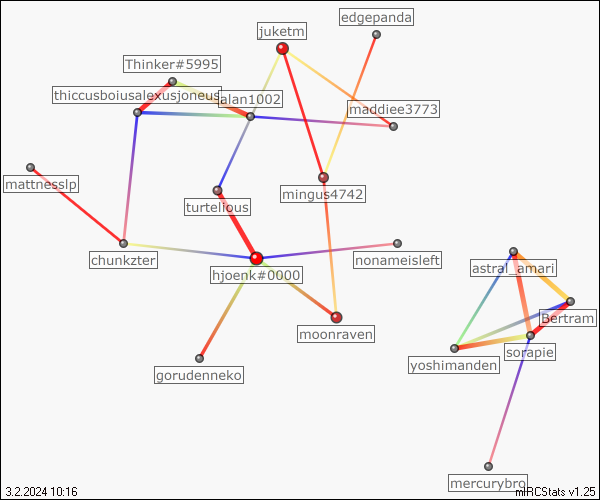 edgepanda
juketm
Thinker#5995
thiccusboiusalexusjoneus
alan1002
maddiee3773
mattnesslp
mingus4742
turtelious
chunkzter
hjoenk#0000
nonameisleft
astral_amari
Bertram
moonraven
sorapie
yoshimanden
gorudenneko
mercurybro
3.2.2024 10:16
mIRCStats v1.25